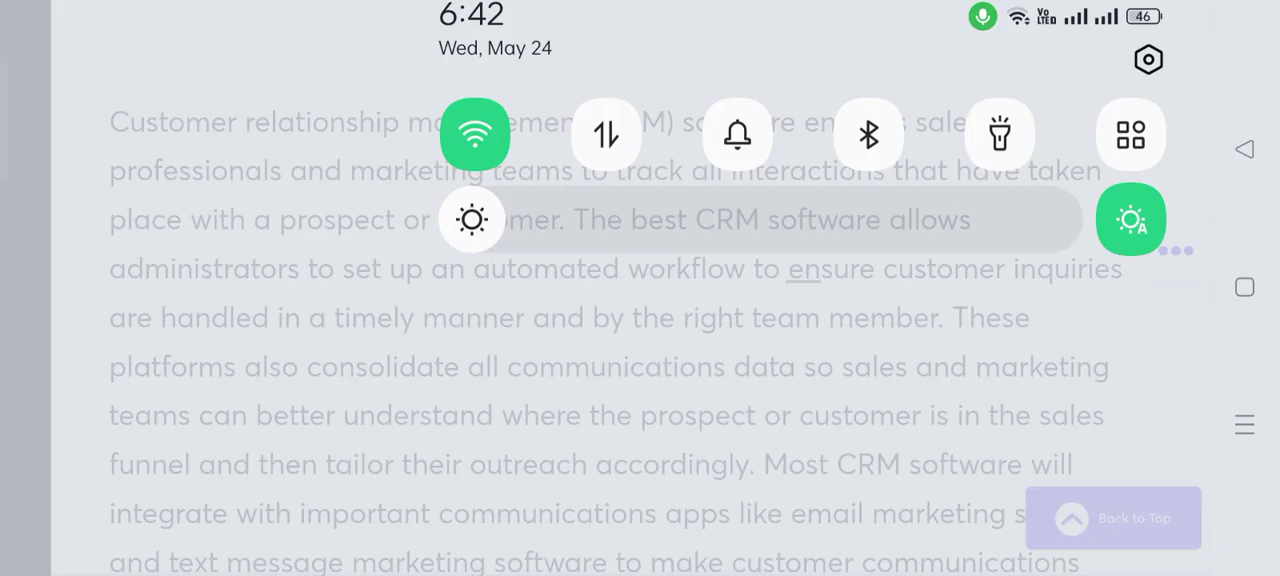 6:42
Vo LTED 46
Wed, May 24
Customer relationship ma ement M) so re en s sale
professionals and marketing teams to track all interactions that have taken
place with a prospect or mer. The best CRM software allows
A
administrators to set up an automated workflow to ensure customer inquiries
are handled in a timely manner and by the right team member. These
platforms also consolidate all communications data so sales and marketing
teams can better understand where the prospect or customer is in the sales
funnel and then tailor their outreach accordingly. Most CRM software will
integrate with important communications apps like email marketing s
Back to Top
and text message marketing software to make customer communications